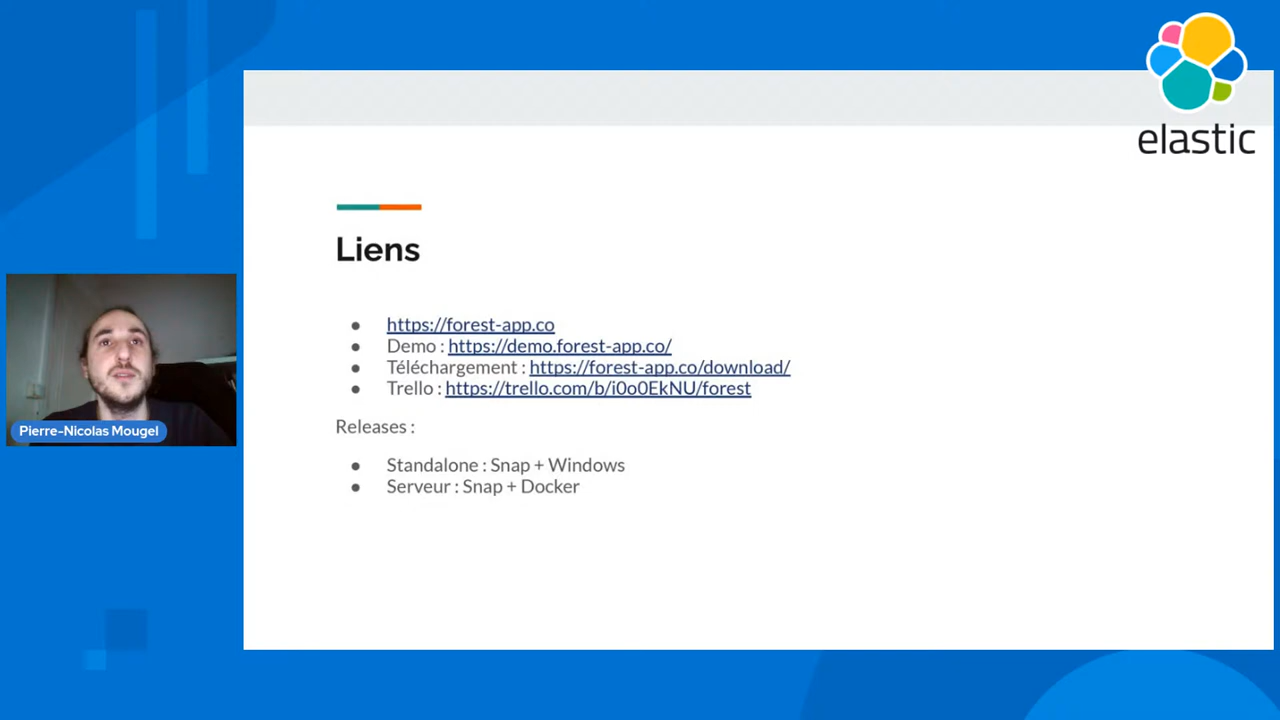 elastic
Liens
https://forest-app.co
Demo : https://demo.forest-app.co/
Téléchargement : https://forest-app.co/download/
Trello : https://trello.com/b/i0o0EkNU/forest
Releases :
Standalone : Snap + Windows
Serveur : Snap + Docker
Pierre-Nicolas Mougel